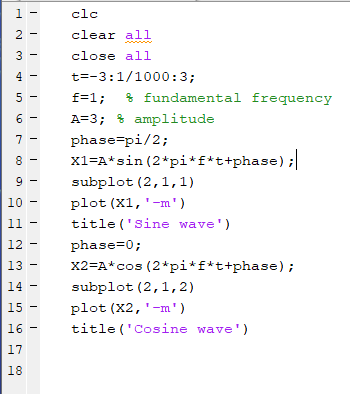 1 - clc
2 - clear all
3 - close all
4 - t=-3:1/1000:3;
5 - f=1; % fundamental frequency
6 - A=3; % amplitude
7 - phase=pi/2;
8 - X1=A*sin(2*pi*f*t+phase);
9 - subplot(2,1,1)
10 - plot(X1,'-m')
11 - title('Sine wave')
12 - phase=0;
13 - X2=A*cos(2*pi*f*t+phase);
14 - subplot(2,1,2)
15 - plot(X2,'-m')
16 - title('Cosine wave')
17
18